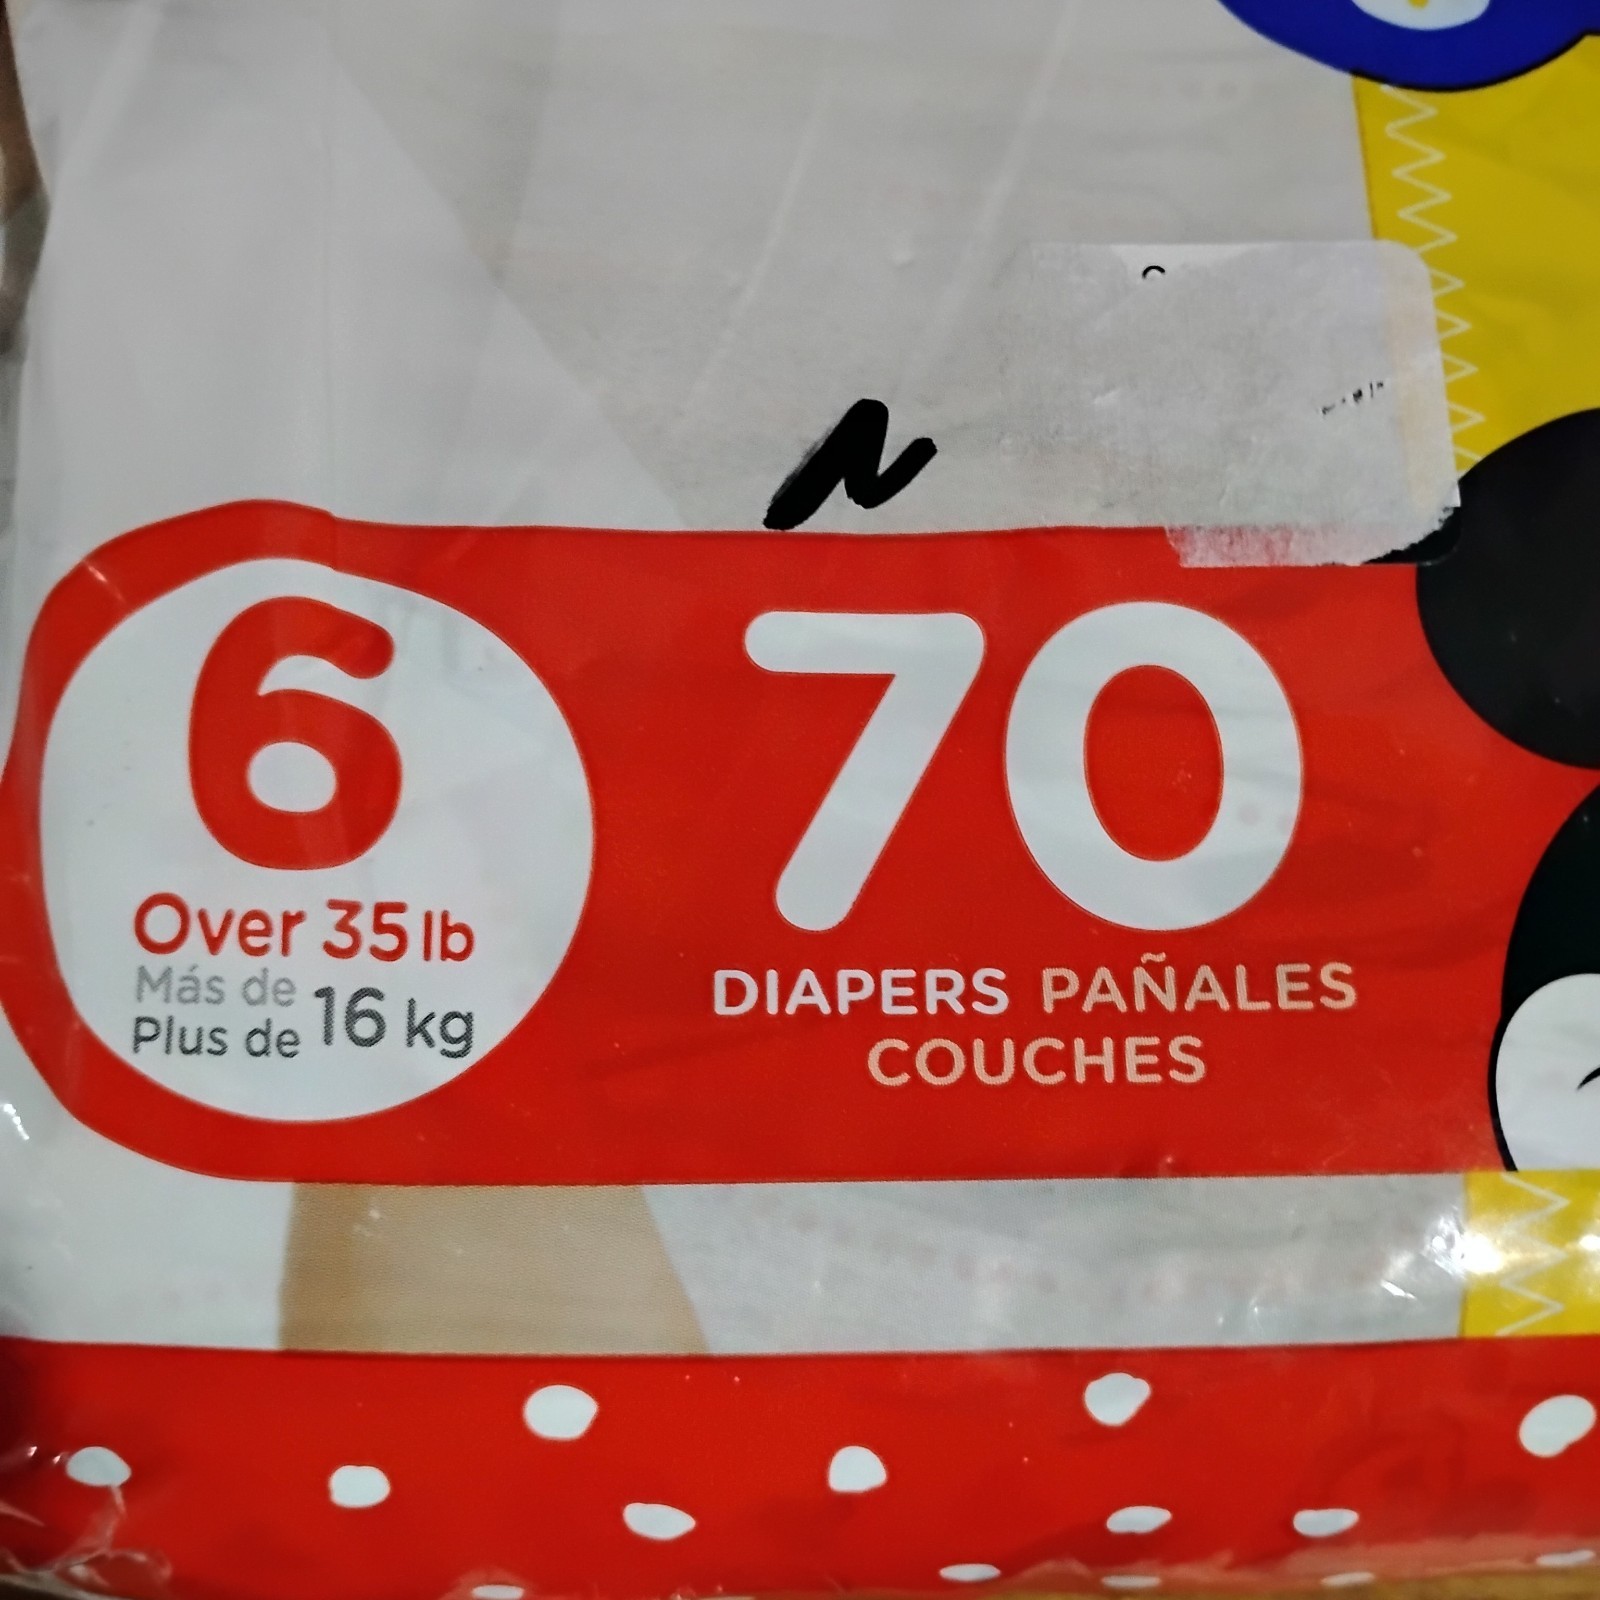 6
Over 35 lb
Más de
Plus de 16 kg
70
DIAPERS PAÑALES
COUCHES